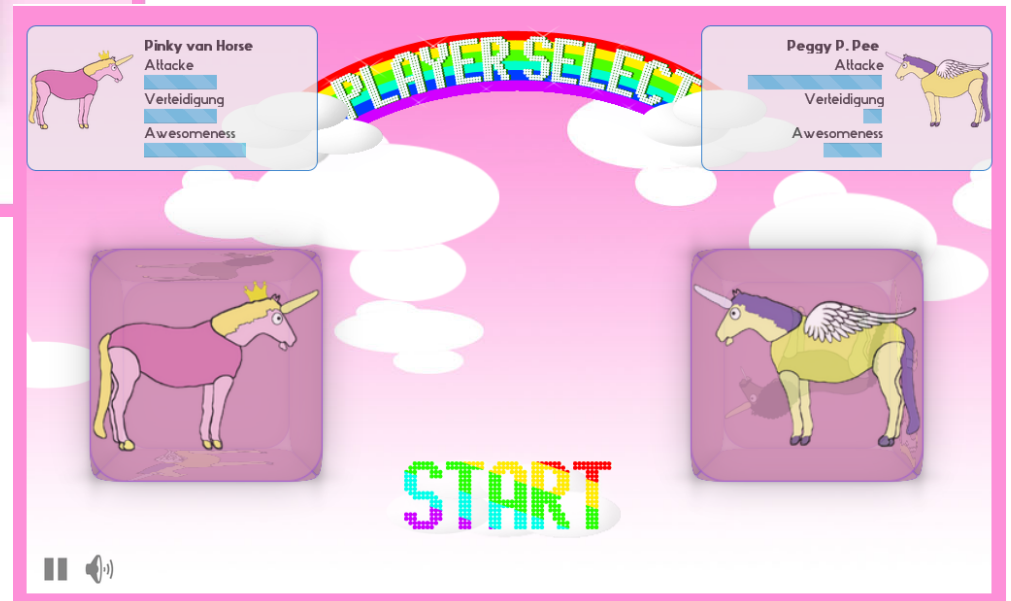 Pinky van Horse
Attacke
Verteidigung
Awesomeness
PLAYER SELECT
Peggy P. Pee
Attacke
Verteidigung
Awesomeness
START